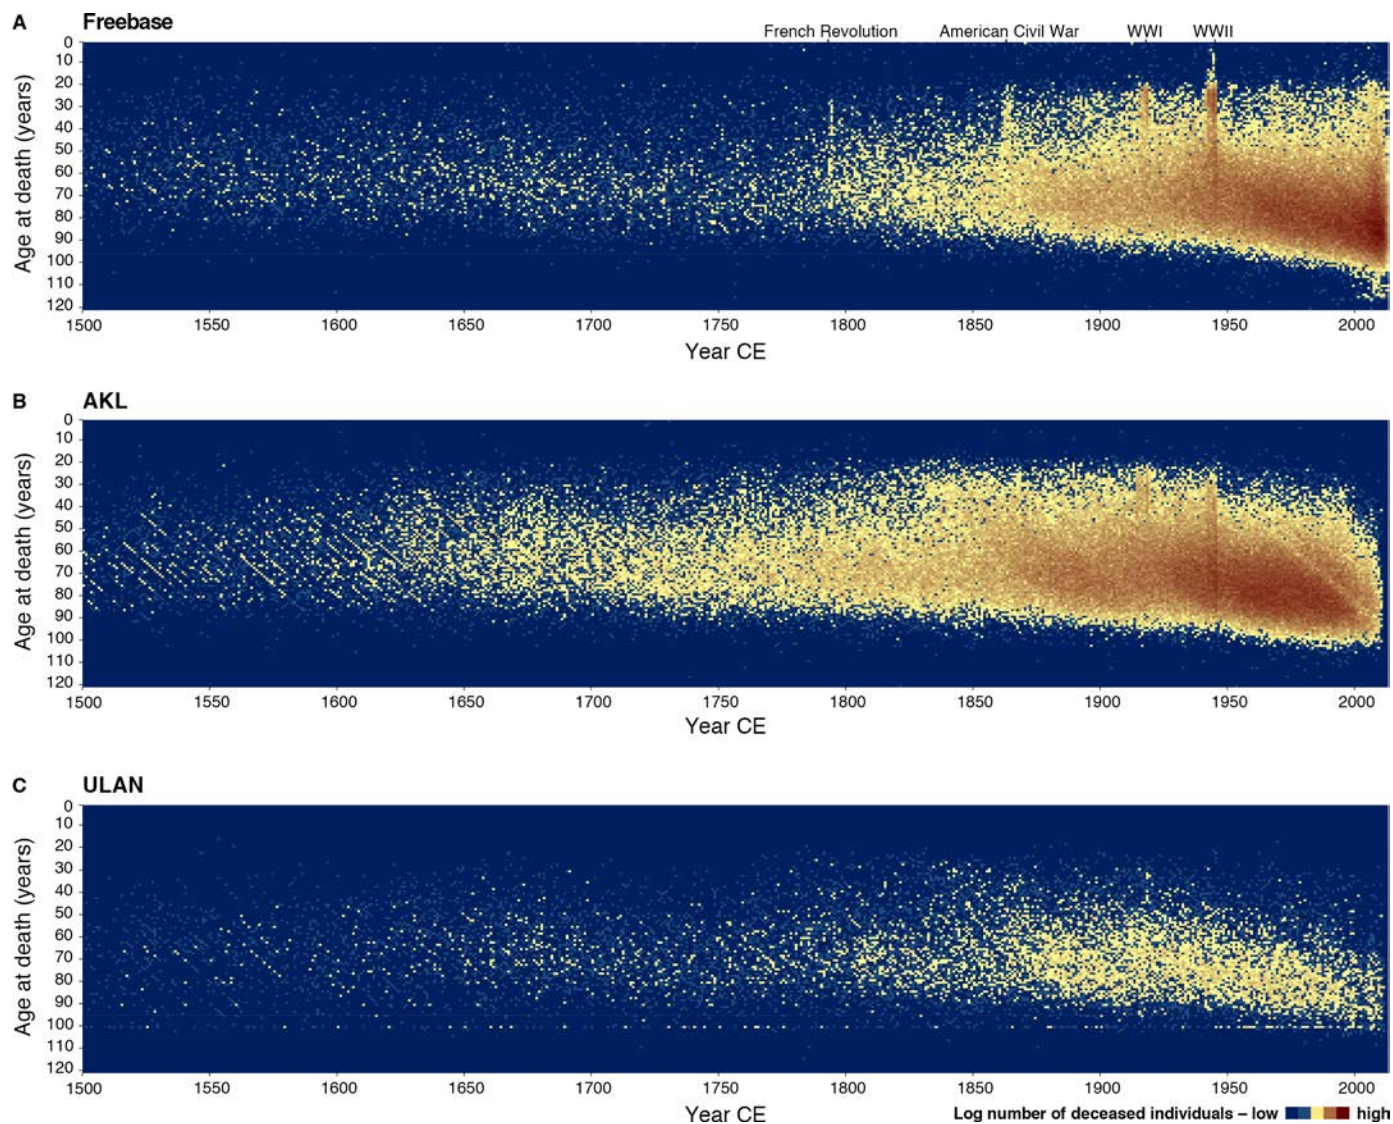 A Freebase
French Revolution American Civil War WWI WWII
0
10
20
30
40
50
60
70
80
90
100
110
120
Age at death (years)
1500 1550 1600 1650 1700 1750 1800 1850 1900 1950 2000
Year CE
B AKL
0
10
20
30
40
50
60
70
80
90
100
110
120
Age at death (years)
1500 1550 1600 1650 1700 1750 1800 1850 1900 1950 2000
Year CE
C ULAN
0
10
20
30
40
50
60
70
80
90
100
110
120
Age at death (years)
1500 1550 1600 1650 1700 1750 1800 1850 1900 1950 2000
Year CE
Log number of deceased individuals – low high